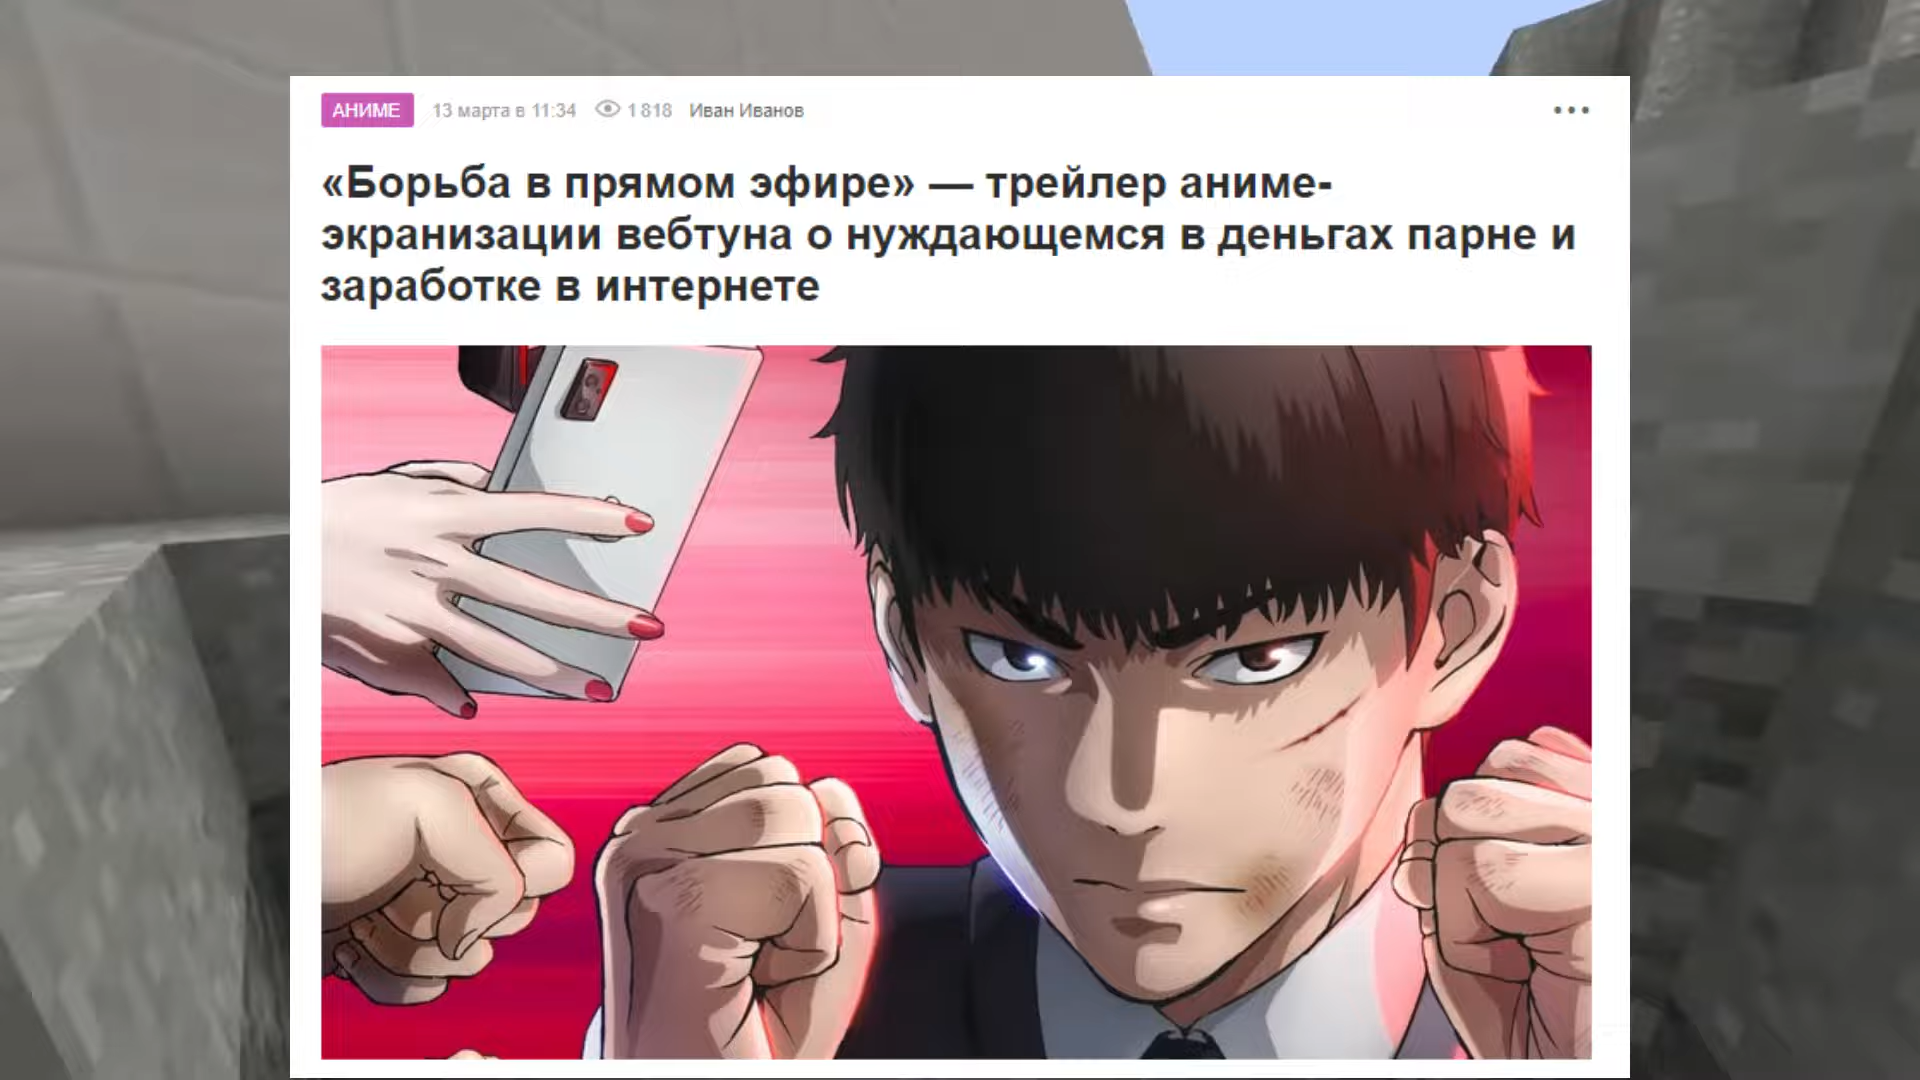 АНИМЕ 13 марта в 11:34 1 818 Иван Иванов
«Борьба в прямом эфире» — трейлер аниме-
экранизации вебтуна о нуждающемся в деньгах парне и
заработке в интернете